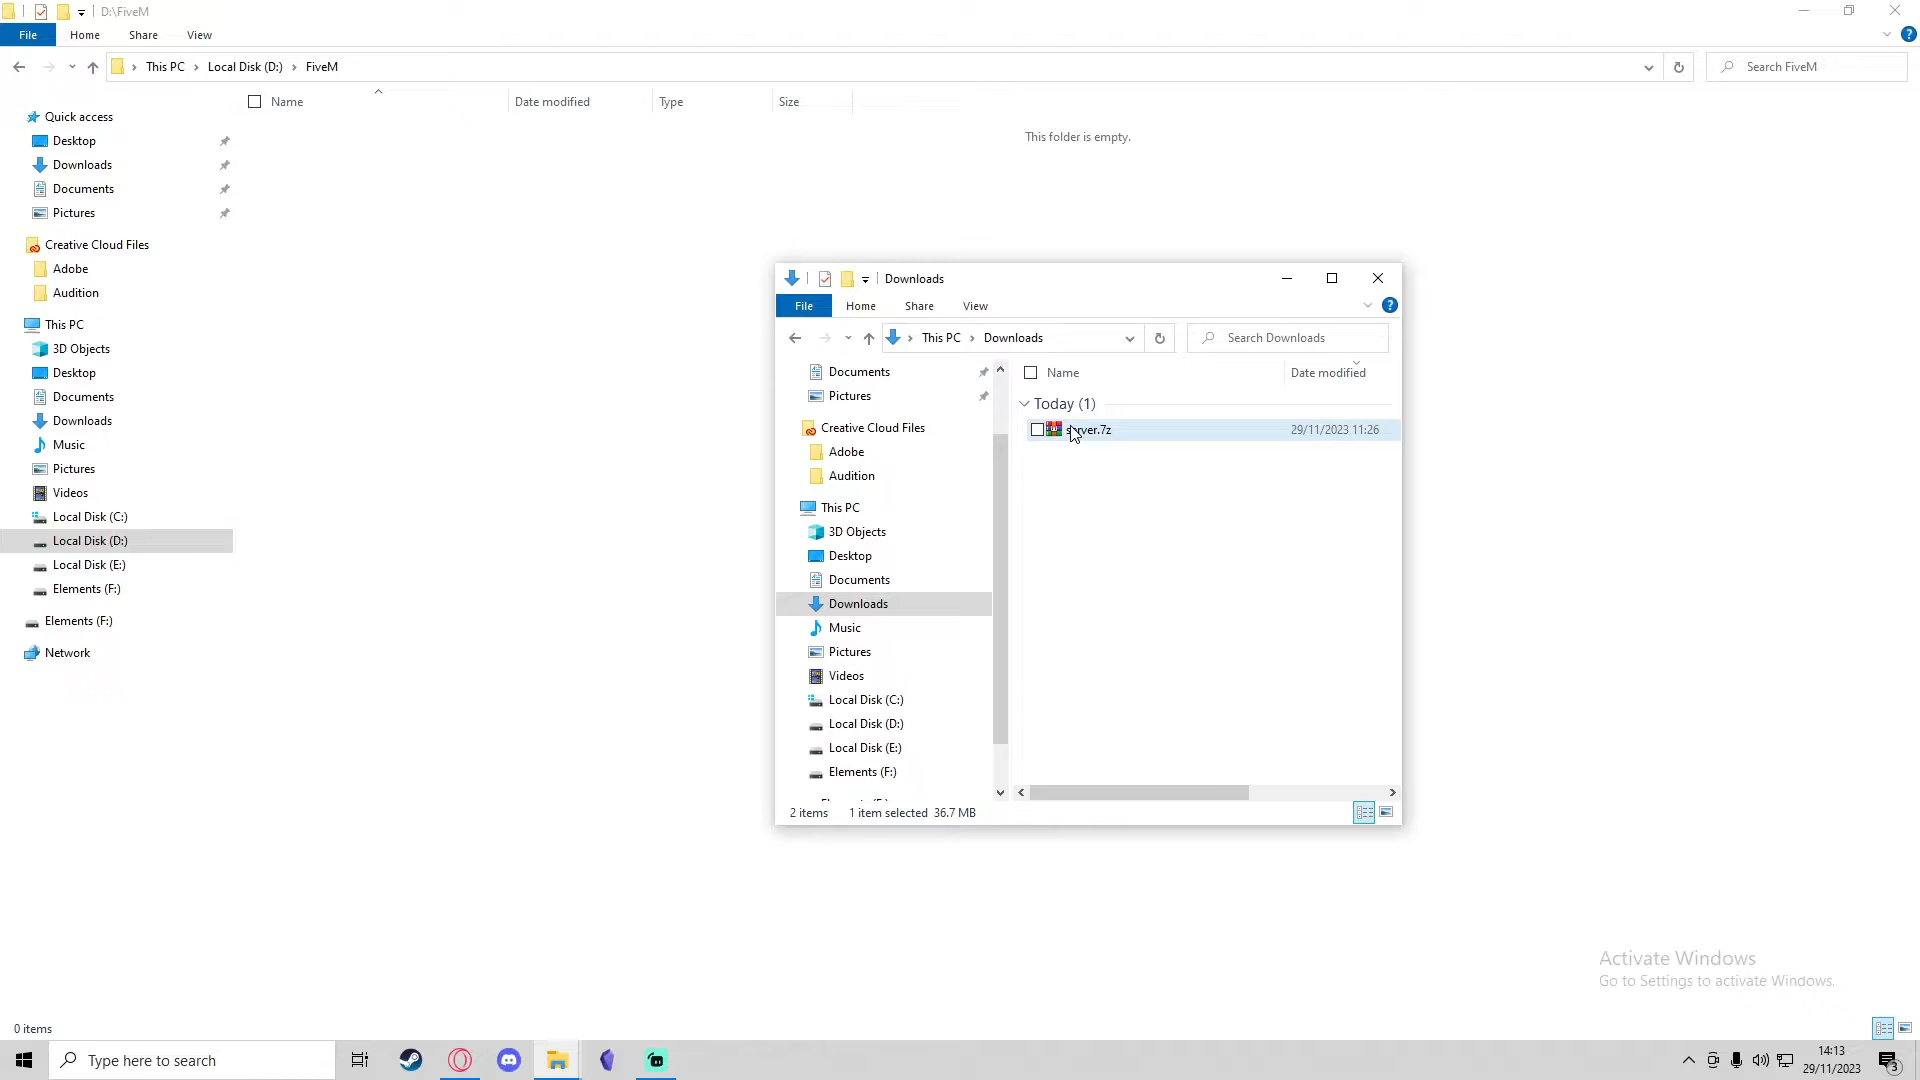 D:\FiveM
File Home Share View
This PC Local Disk (D:) FiveM
Search FiveM
Name Date modified Type Size
This folder is empty.
Quick access
Desktop
Downloads
Documents
Pictures
Creative Cloud Files
Adobe
Audition
This PC
3D Objects
Desktop
Documents
Downloads
Music
Pictures
Videos
Local Disk (C:)
Local Disk (D:)
Local Disk (E:)
Elements (F:)
Elements (F:)
Network
0 items
Downloads
File Home Share View
This PC Downloads
Search Downloads
Documents
Pictures
Creative Cloud Files
Adobe
Audition
This PC
3D Objects
Desktop
Documents
Downloads
Music
Pictures
Videos
Local Disk (C:)
Local Disk (D:)
Local Disk (E:)
Elements (F:)
Name Date modified
Today (1)
server.7z 29/11/2023 11:26
2 items 1 item selected 36.7 MB
Activate Windows
Go to Settings to activate Windows.
Type here to search
14:13
29/11/2023
3